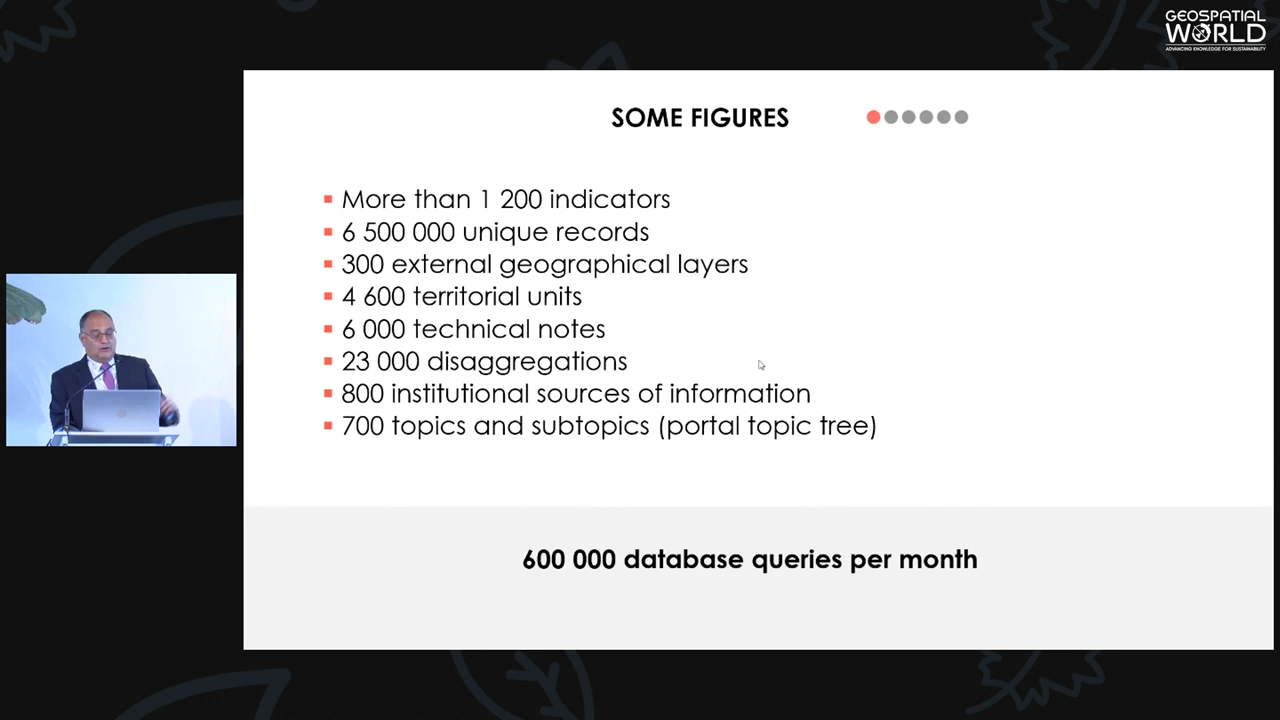 GEOSPATIAL
WORLD
ADVANCING KNOWLEDGE FOR SUSTAINABILITY
SOME FIGURES
More than 1 200 indicators
6 500 000 unique records
300 external geographical layers
4 600 territorial units
6 000 technical notes
23 000 disaggregations
800 institutional sources of information
700 topics and subtopics (portal topic tree)
600 000 database queries per month